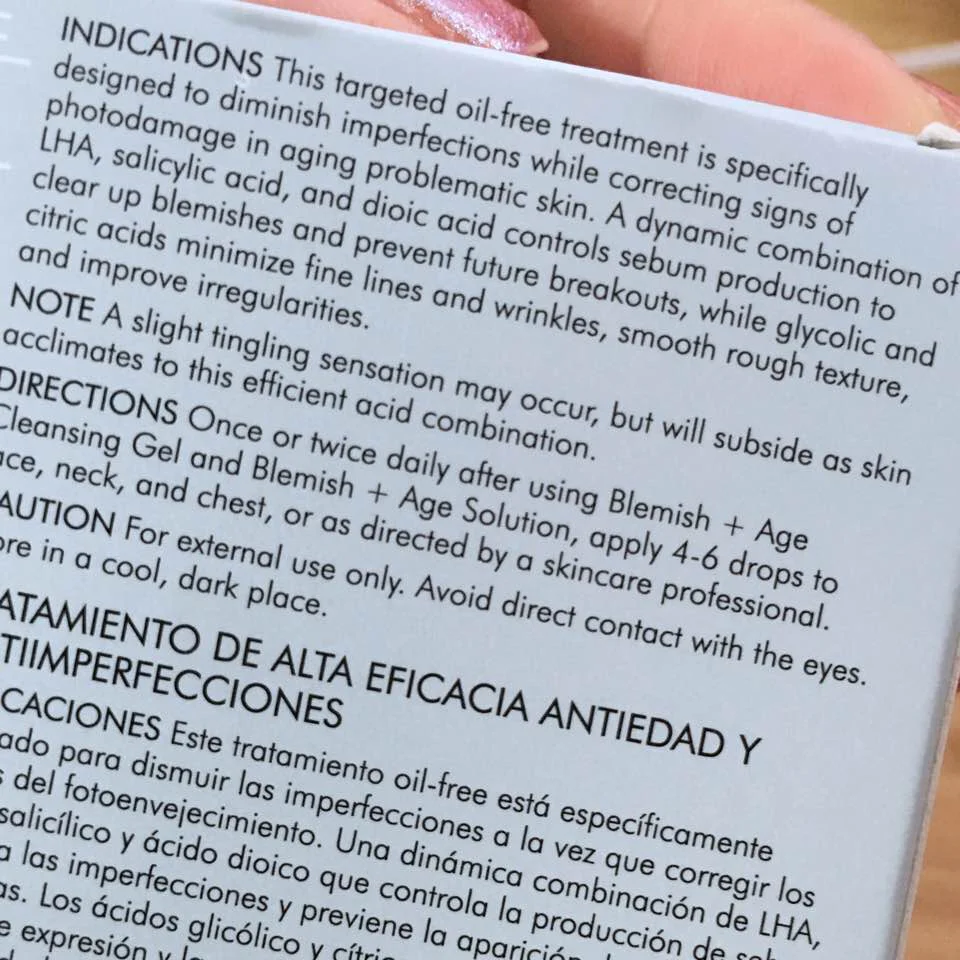 INDICATIONS This targeted oil-free treatment is specifically
designed to diminish imperfections while correcting signs of
photodamage in aging problematic skin. A dynamic combination of
LHA, salicylic acid, and dioic acid controls sebum production to
clear up blemishes and prevent future breakouts, while glycolic and
citric acids minimize fine lines and wrinkles, smooth rough texture,
and improve irregularities.
NOTE A slight tingling sensation may occur, but will subside as skin
acclimates to this efficient acid combination.
DIRECTIONS Once or twice daily after using Blemish + Age
Cleansing Gel and Blemish + Age Solution, apply 4-6 drops to
ace, neck, and chest, or as directed by a skincare professional.
AUTION For external use only. Avoid direct contact with the eyes.
ore in a cool, dark place.
ATAMIENTO DE ALTA EFICACIA ANTIEDAD Y
TIIMPERFECCIONES
CACIONES Este tratamiento oil-free está específicamente
ado para dismuir las imperfecciones a la vez que corregir los
s del fotoenvejecimiento. Una dinámica combinación de LHA,
salicílico y ácido dioico que controla la producción de
a las imperfecciones y previene la aparición
as. Los ácidos glicólico y
e expresión y